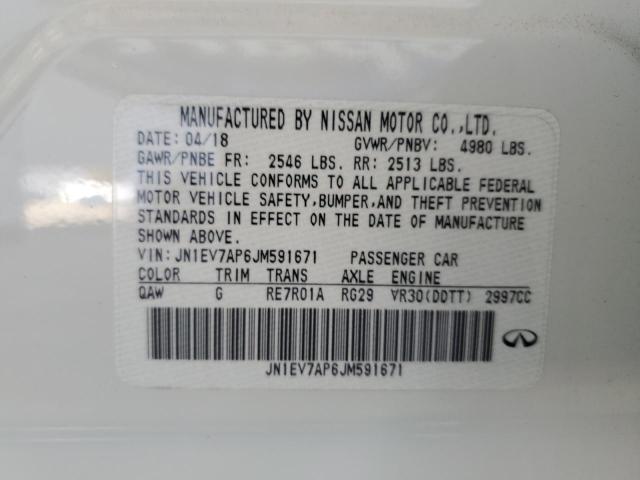 MANUFACTURED BY NISSAN MOTOR CO.,LTD.
DATE: 04/18 GVWR/PNBV: 4980 LBS.
GAWR/PNBE FR: 2546 LBS. RR: 2513 LBS.
THIS VEHICLE CONFORMS TO ALL APPLICABLE FEDERAL
MOTOR VEHICLE SAFETY,BUMPER,AND THEFT PREVENTION
STANDARDS IN EFFECT ON THE DATE OF MANUFACTURE
SHOWN ABOVE.
VIN: JN1EV7AP6JM591671 PASSENGER CAR
COLOR TRIM TRANS AXLE ENGINE
QAW G RE7R01A RG29 VR30(DDTT) 2997CC
JN1EV7AP6JM591671